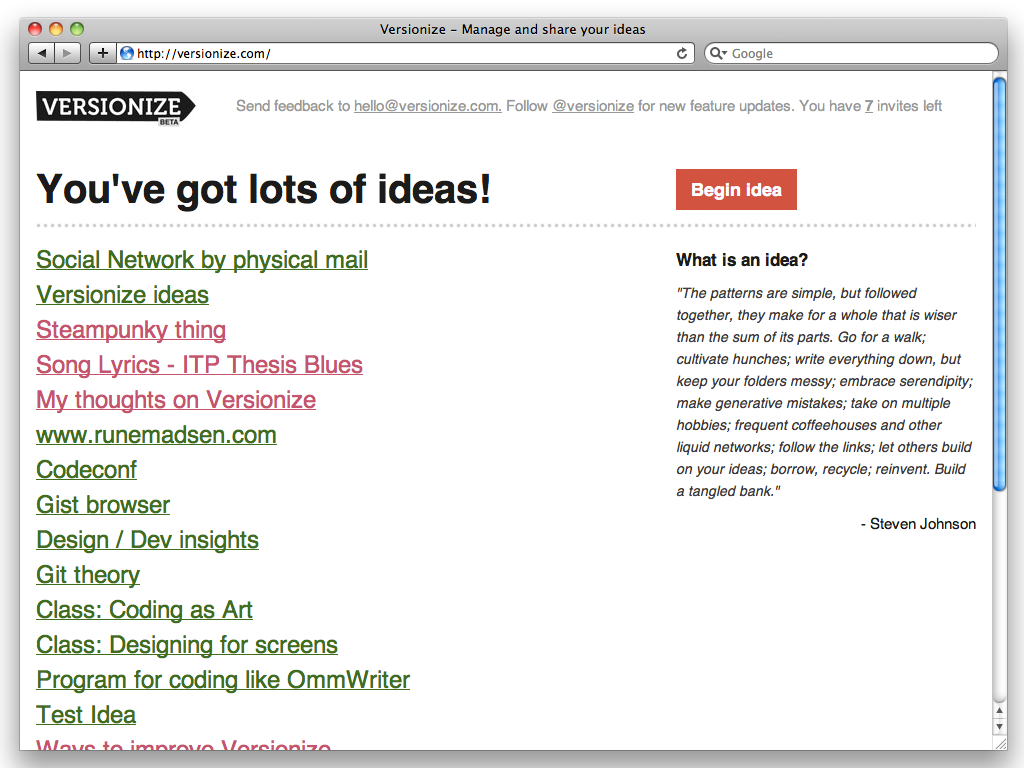 Versionize – Manage and share your ideas
http://versionize.com/
Google
VERSIONIZE
BETA
Send feedback to hello@versionize.com. Follow @versionize for new feature updates. You have 7 invites left
You've got lots of ideas!
Begin idea
Social Network by physical mail
Versionize ideas
Steampunky thing
Song Lyrics - ITP Thesis Blues
My thoughts on Versionize
www.runemadsen.com
Codeconf
Gist browser
Design / Dev insights
Git theory
Class: Coding as Art
Class: Designing for screens
Program for coding like OmmWriter
Test Idea
Ways to improve Versionize
What is an idea?
"The patterns are simple, but followed
together, they make for a whole that is wiser
than the sum of its parts. Go for a walk;
cultivate hunches; write everything down, but
keep your folders messy; embrace serendipity;
make generative mistakes; take on multiple
hobbies; frequent coffeehouses and other
liquid networks; follow the links; let others build
on your ideas; borrow, recycle; reinvent. Build
a tangled bank."
- Steven Johnson